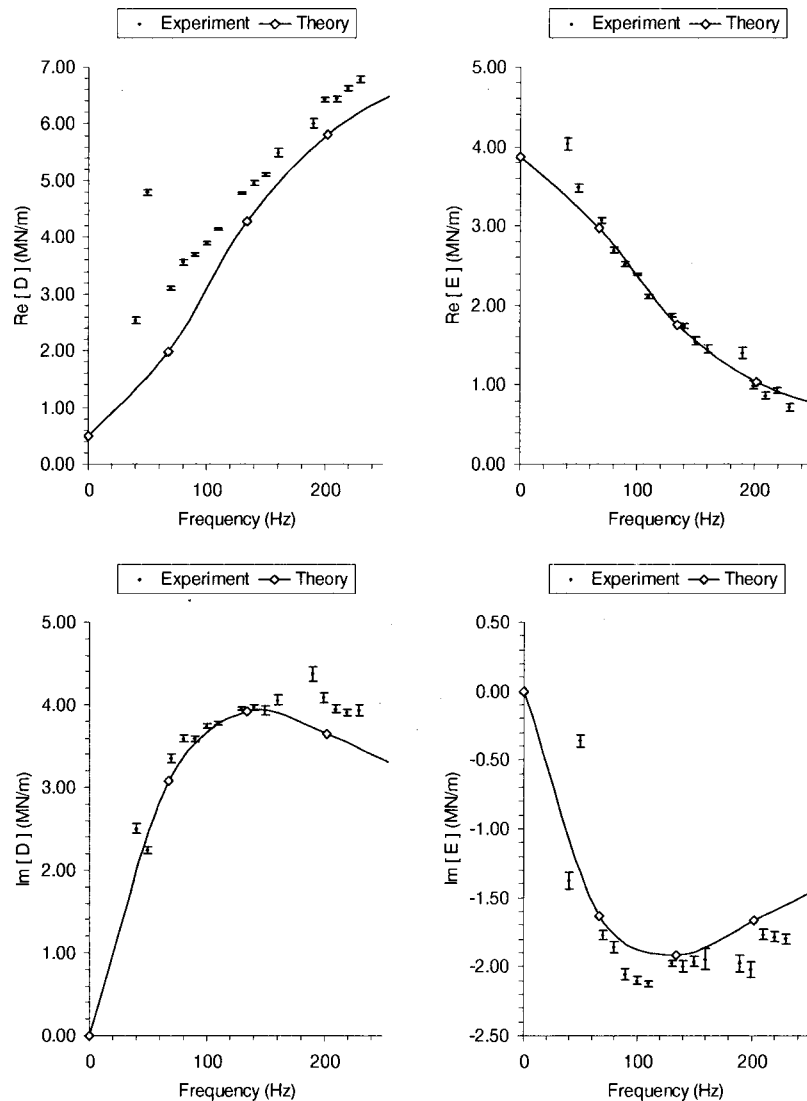 Experiment Theory
7.00
6.00
5.00
4.00
3.00
2.00
1.00
0.00
Re [ D ] (MN/m)
0 100 200
Frequency (Hz)
Experiment Theory
5.00
4.00
3.00
2.00
1.00
0.00
Re [ E ] (MN/m)
0 100 200
Frequency (Hz)
Experiment Theory
5.00
4.00
3.00
2.00
1.00
0.00
Im [ D ] (MN/m)
0 100 200
Frequency (Hz)
Experiment Theory
0.50
0.00
-0.50
-1.00
-1.50
-2.00
-2.50
Im [ E ] (MN/m)
0 100 200
Frequency (Hz)